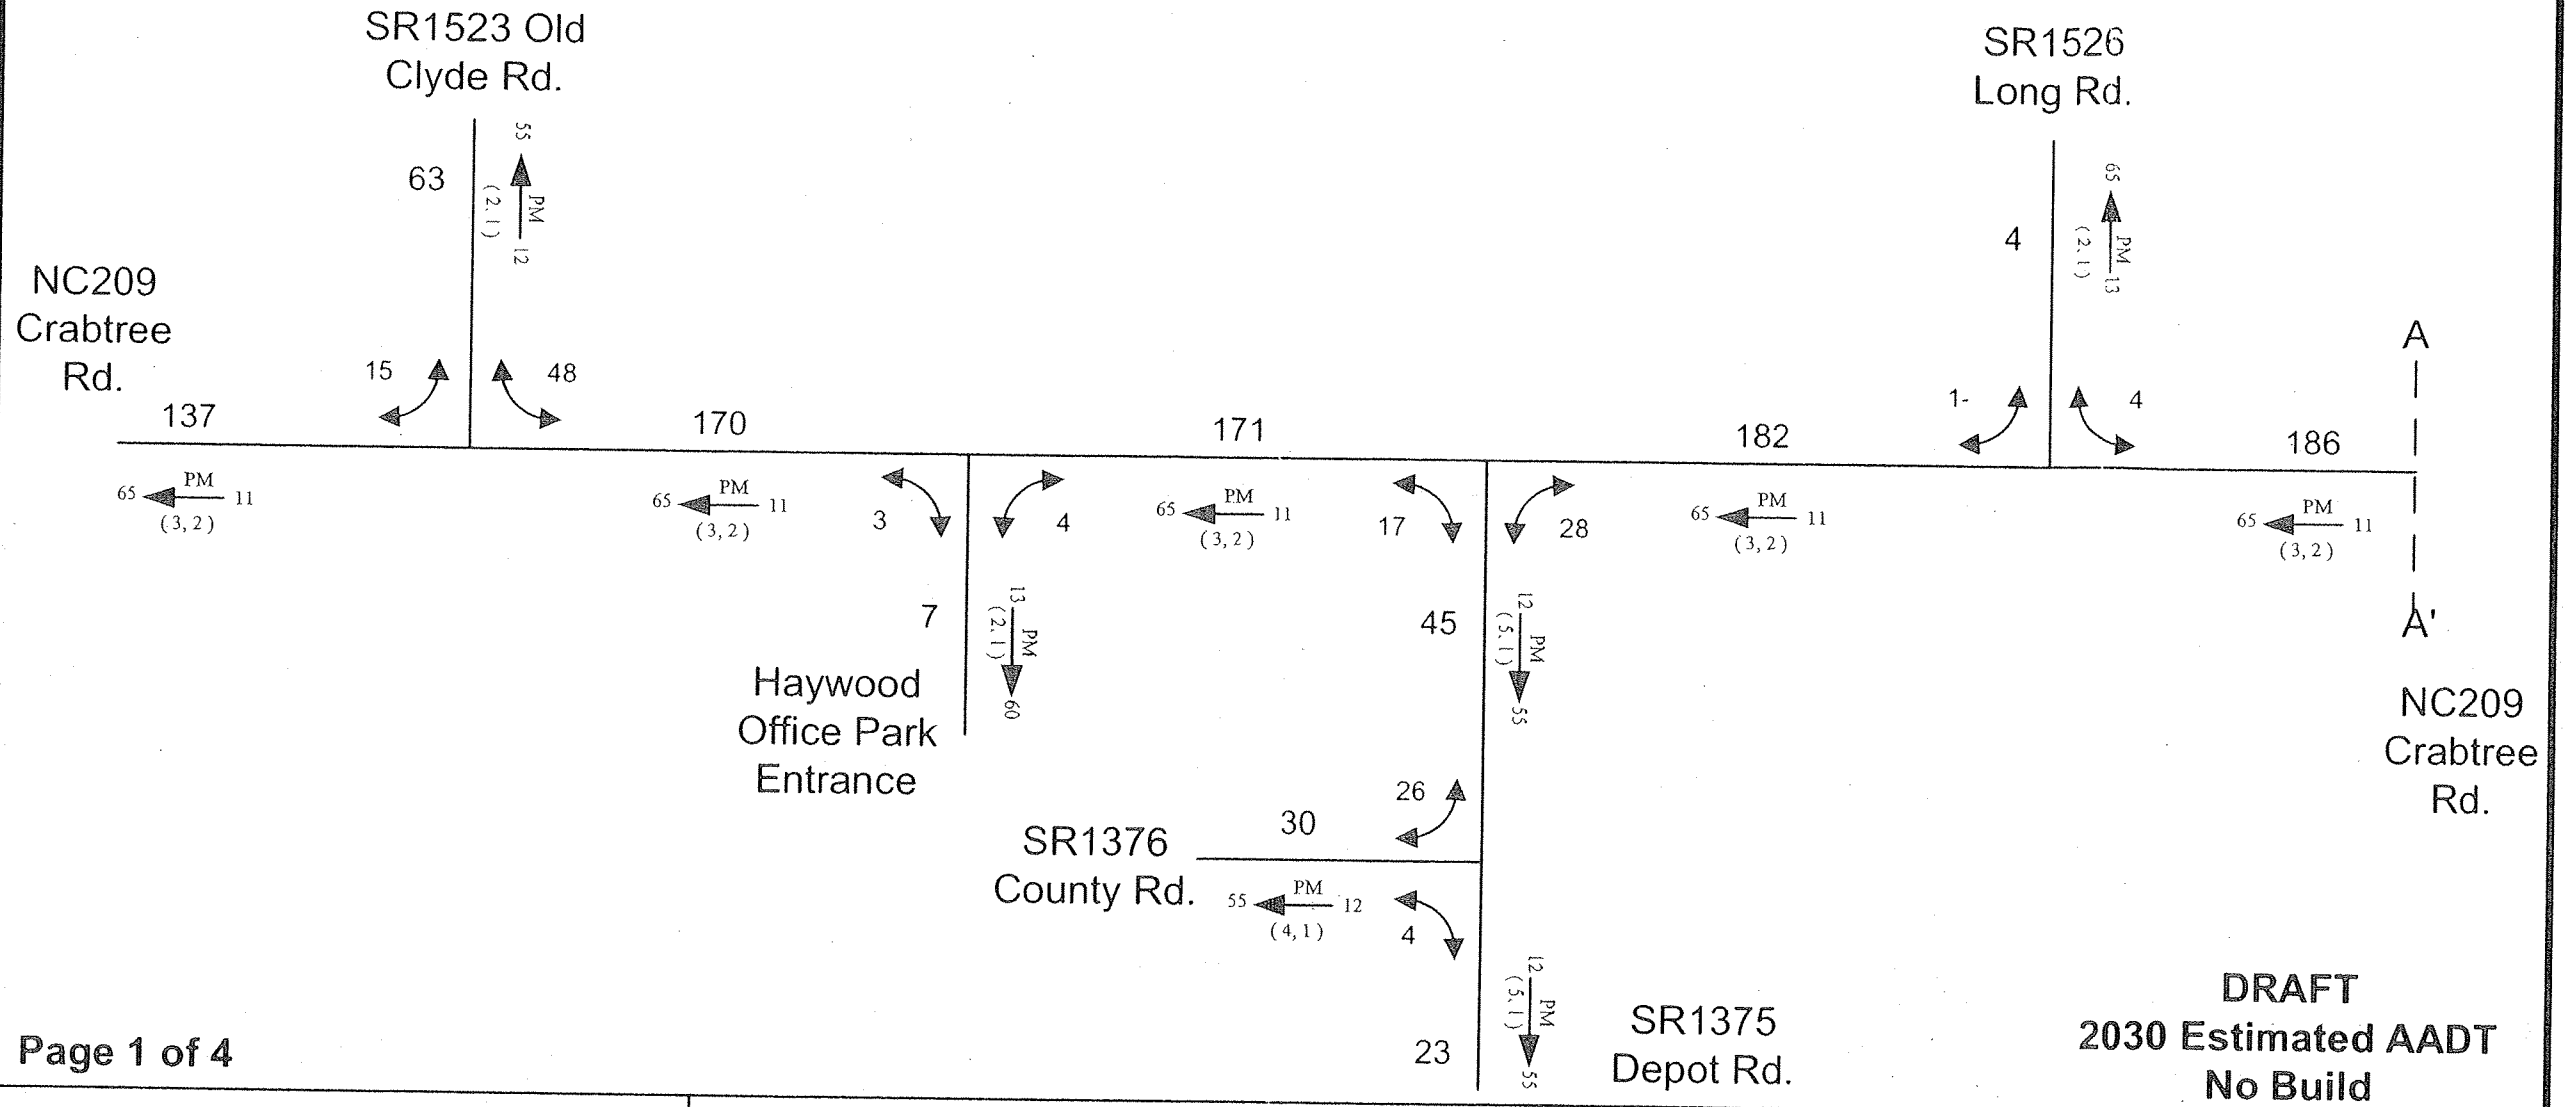 SR1523 Old
Clyde Rd.
SR1526
Long Rd.
55
PM
(2,1)
12
63
65
PM
(2,1)
13
4
NC209
Crabtree
Rd.
A
15
48
1-
4
137
170
171
182
186
65 PM 11
(3,2)
65 PM 11
(3,2)
65 PM 11
(3,2)
65 PM 11
(3,2)
65 PM 11
(3,2)
3
4
17
28
7
13
PM
(2,1)
60
45
12
PM
(5,1)
55
A'
Haywood
Office Park
Entrance
NC209
Crabtree
Rd.
26
30
SR1376
County Rd.
55 PM 12
(4,1)
4
12
PM
(5,1)
55
23
SR1375
Depot Rd.
DRAFT
2030 Estimated AADT
No Build
Page 1 of 4